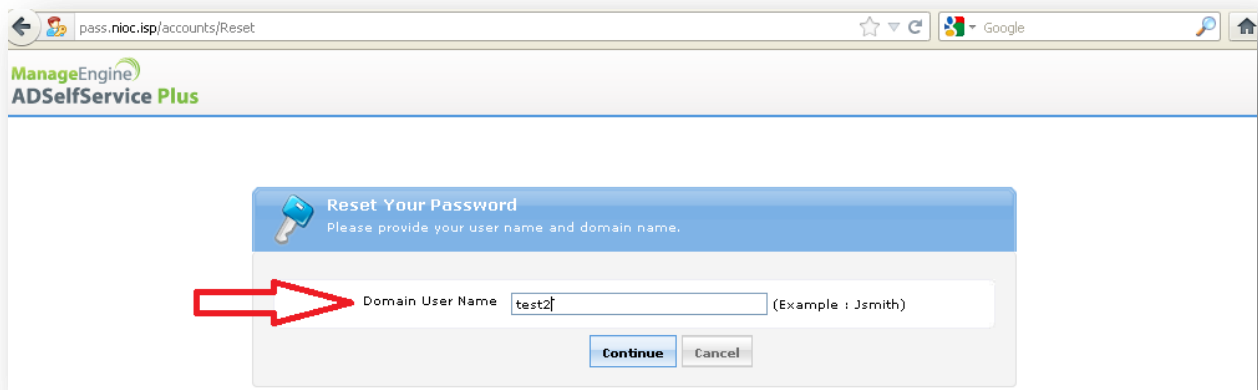 pass.nioc.isp/accounts/Reset
Google
ManageEngine
ADSelfService Plus
Reset Your Password
Please provide your user name and domain name.
Domain User Name test2 (Example : Jsmith)
Continue Cancel